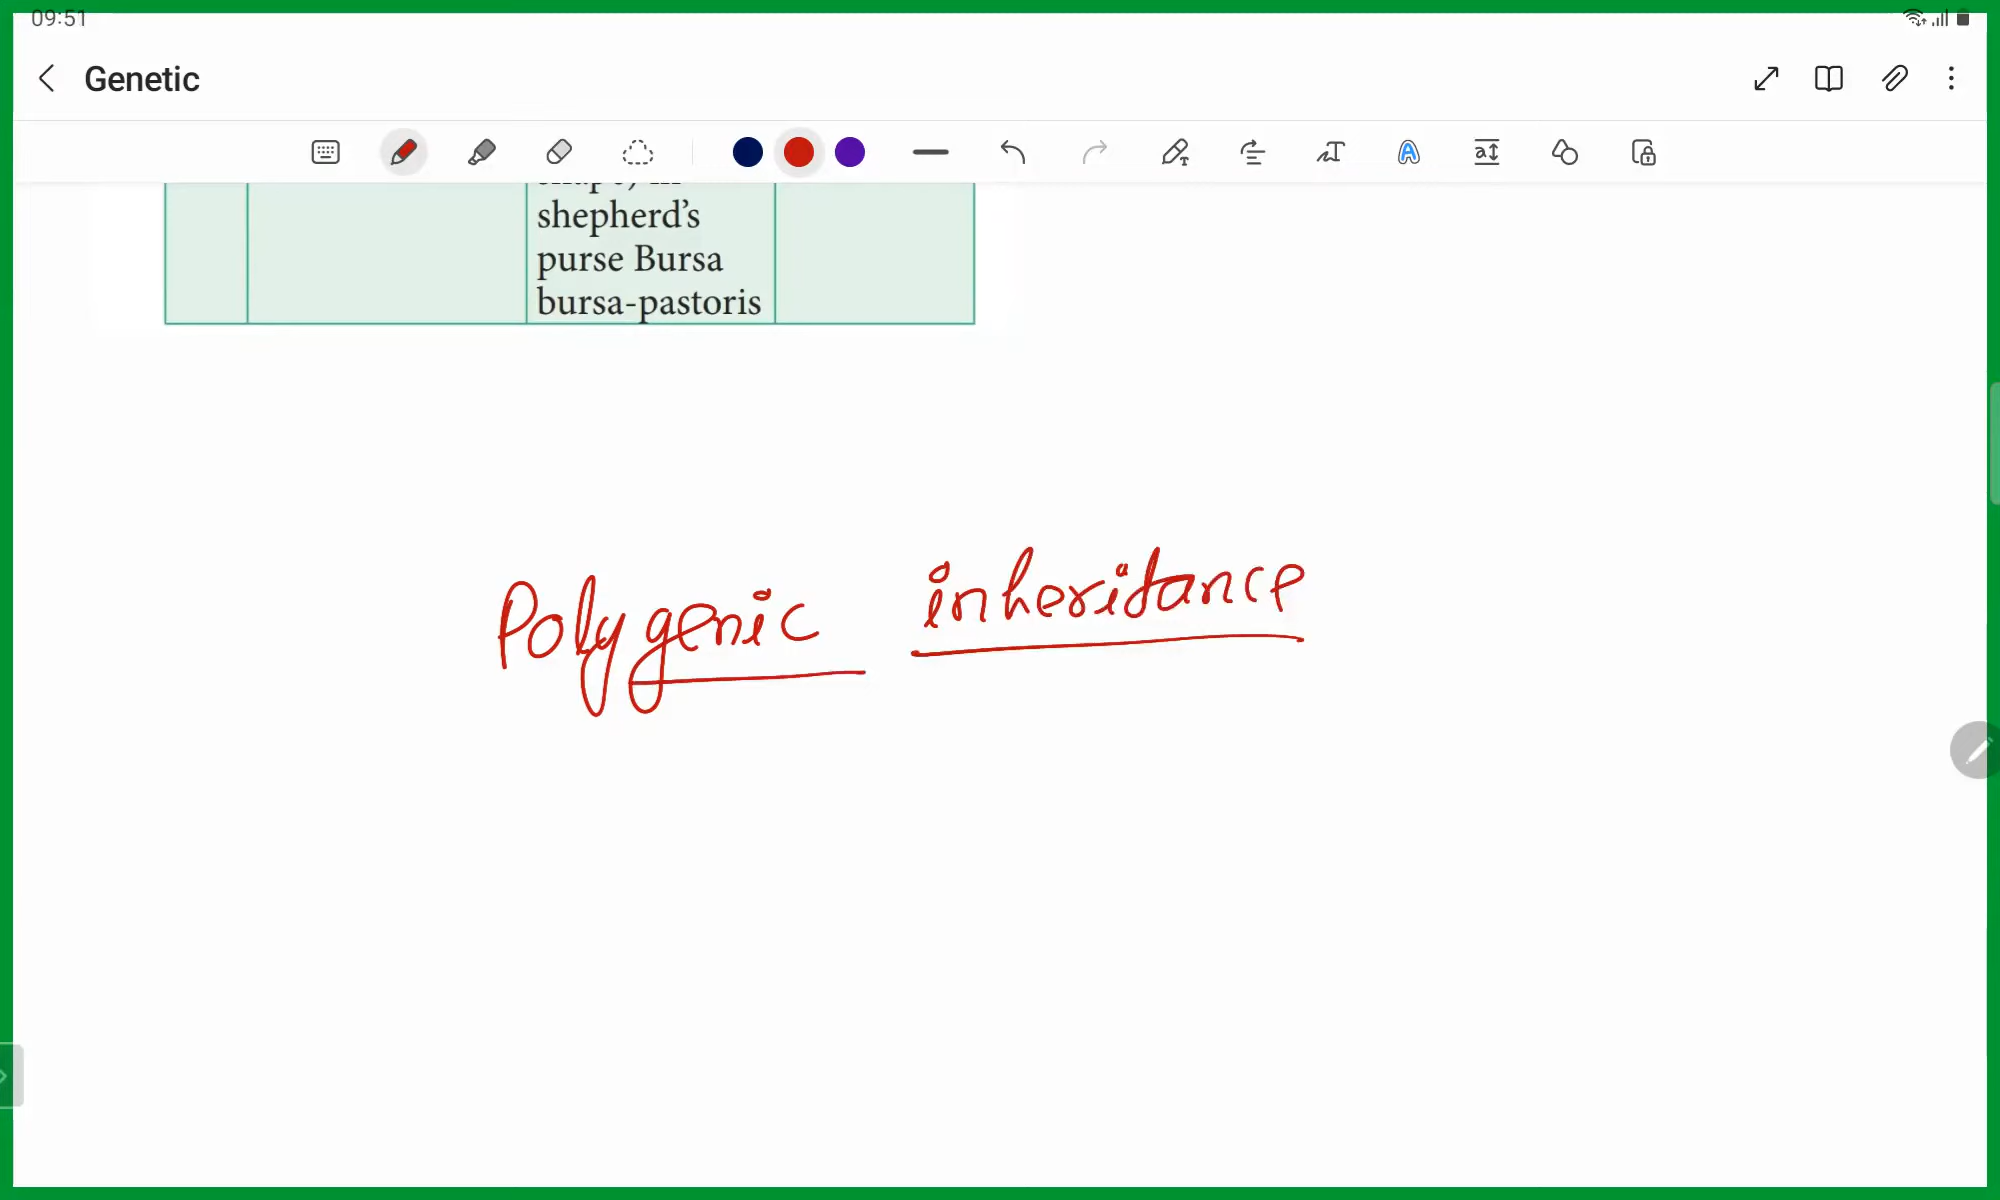 09:51
Genetic
shepherd's
purse Bursa
bursa-pastoris
Polygenic inheritance